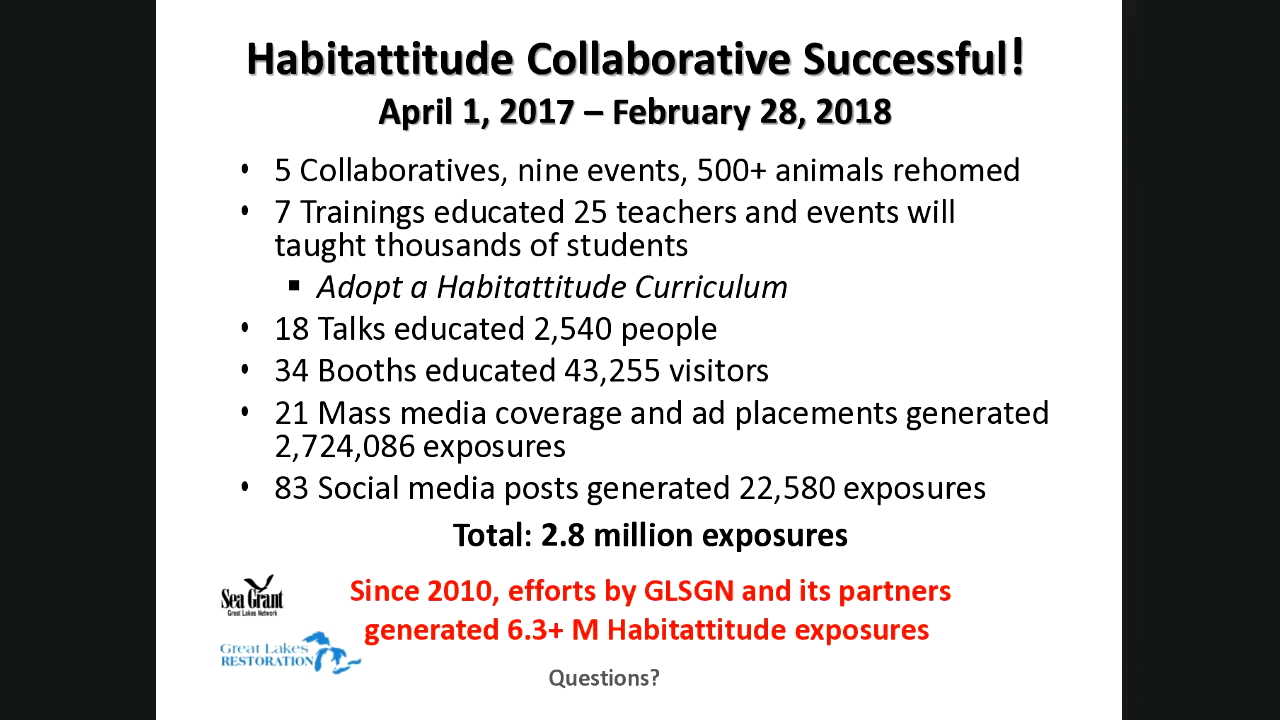 Habitattitude Collaborative Successful!
April 1, 2017 – February 28, 2018
• 5 Collaboratives, nine events, 500+ animals rehomed
• 7 Trainings educated 25 teachers and events will
taught thousands of students
▪ Adopt a Habitattitude Curriculum
• 18 Talks educated 2,540 people
• 34 Booths educated 43,255 visitors
• 21 Mass media coverage and ad placements generated
2,724,086 exposures
• 83 Social media posts generated 22,580 exposures
Total: 2.8 million exposures
Since 2010, efforts by GLSGN and its partners
generated 6.3+ M Habitattitude exposures
Sea Grant
Great Lakes Network
Great Lakes
RESTORATION
Questions?